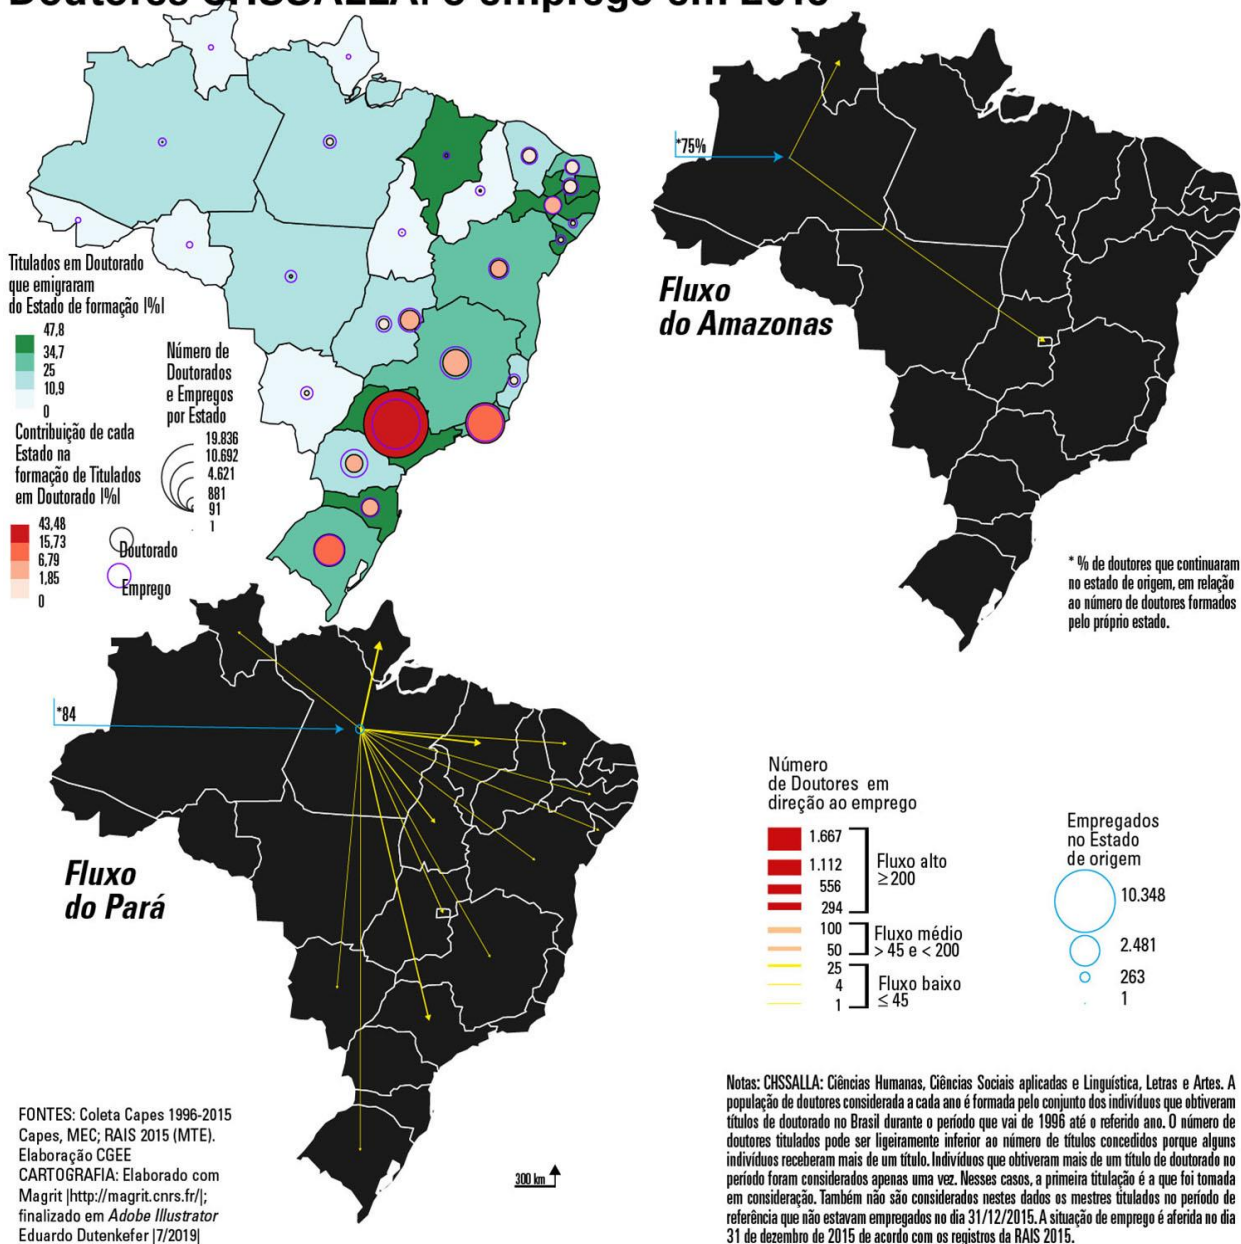 Doutores CHSSALLA: o emprego em 2015
Titulados em Doutorado
que emigraram
do Estado de formação |%|
47,8
34,7
25
10,9
0
Número de
Doutorados
e Empregos
por Estado
19.836
10.692
4.621
881
91
1
Contribuição de cada
Estado na
formação de Titulados
em Doutorado |%|
43,48
15,73
6,79
1,85
0
Doutorado
Emprego
*75%
Fluxo
do Amazonas
* % de doutores que continuaram
no estado de origem, em relação
ao número de doutores formados
pelo próprio estado.
*84
Fluxo
do Pará
Número
de Doutores em
direção ao emprego
1.667
1.112
556
294
Fluxo alto
≥200
100
50
Fluxo médio
> 45 e < 200
25
4
1
Fluxo baixo
≤ 45
Empregados
no Estado
de origem
10.348
2.481
263
1
FONTES: Coleta Capes 1996-2015
Capes, MEC; RAIS 2015 (MTE).
Elaboração CGEE
CARTOGRAFIA: Elaborado com
Magrit |http://magrit.cnrs.fr/|;
finalizado em Adobe Illustrator
Eduardo Dutenkefer |7/2019|
300 km
Notas: CHSSALLA: Ciências Humanas, Ciências Sociais aplicadas e Linguística, Letras e Artes. A
população de doutores considerada a cada ano é formada pelo conjunto dos indivíduos que obtiveram
títulos de doutorado no Brasil durante o período que vai de 1996 até o referido ano. O número de
doutores titulados pode ser ligeiramente inferior ao número de títulos concedidos porque alguns
indivíduos receberam mais de um título. Indivíduos que obtiveram mais de um título de doutorado no
período foram considerados apenas uma vez. Nesses casos, a primeira titulação é a que foi tomada
em consideração. Também não são considerados nestes dados os mestres titulados no período de
referência que não estavam empregados no dia 31/12/2015. A situação de emprego é aferida no dia
31 de dezembro de 2015 de acordo com os registros da RAIS 2015.